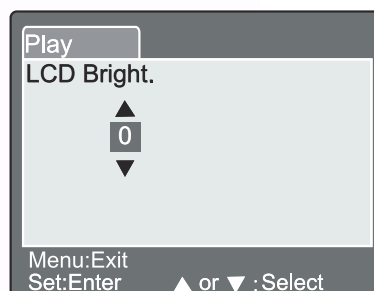 Play
LCD Bright.
▲
0
▼
Menu:Exit
Set:Enter ▲ or ▼ :Select